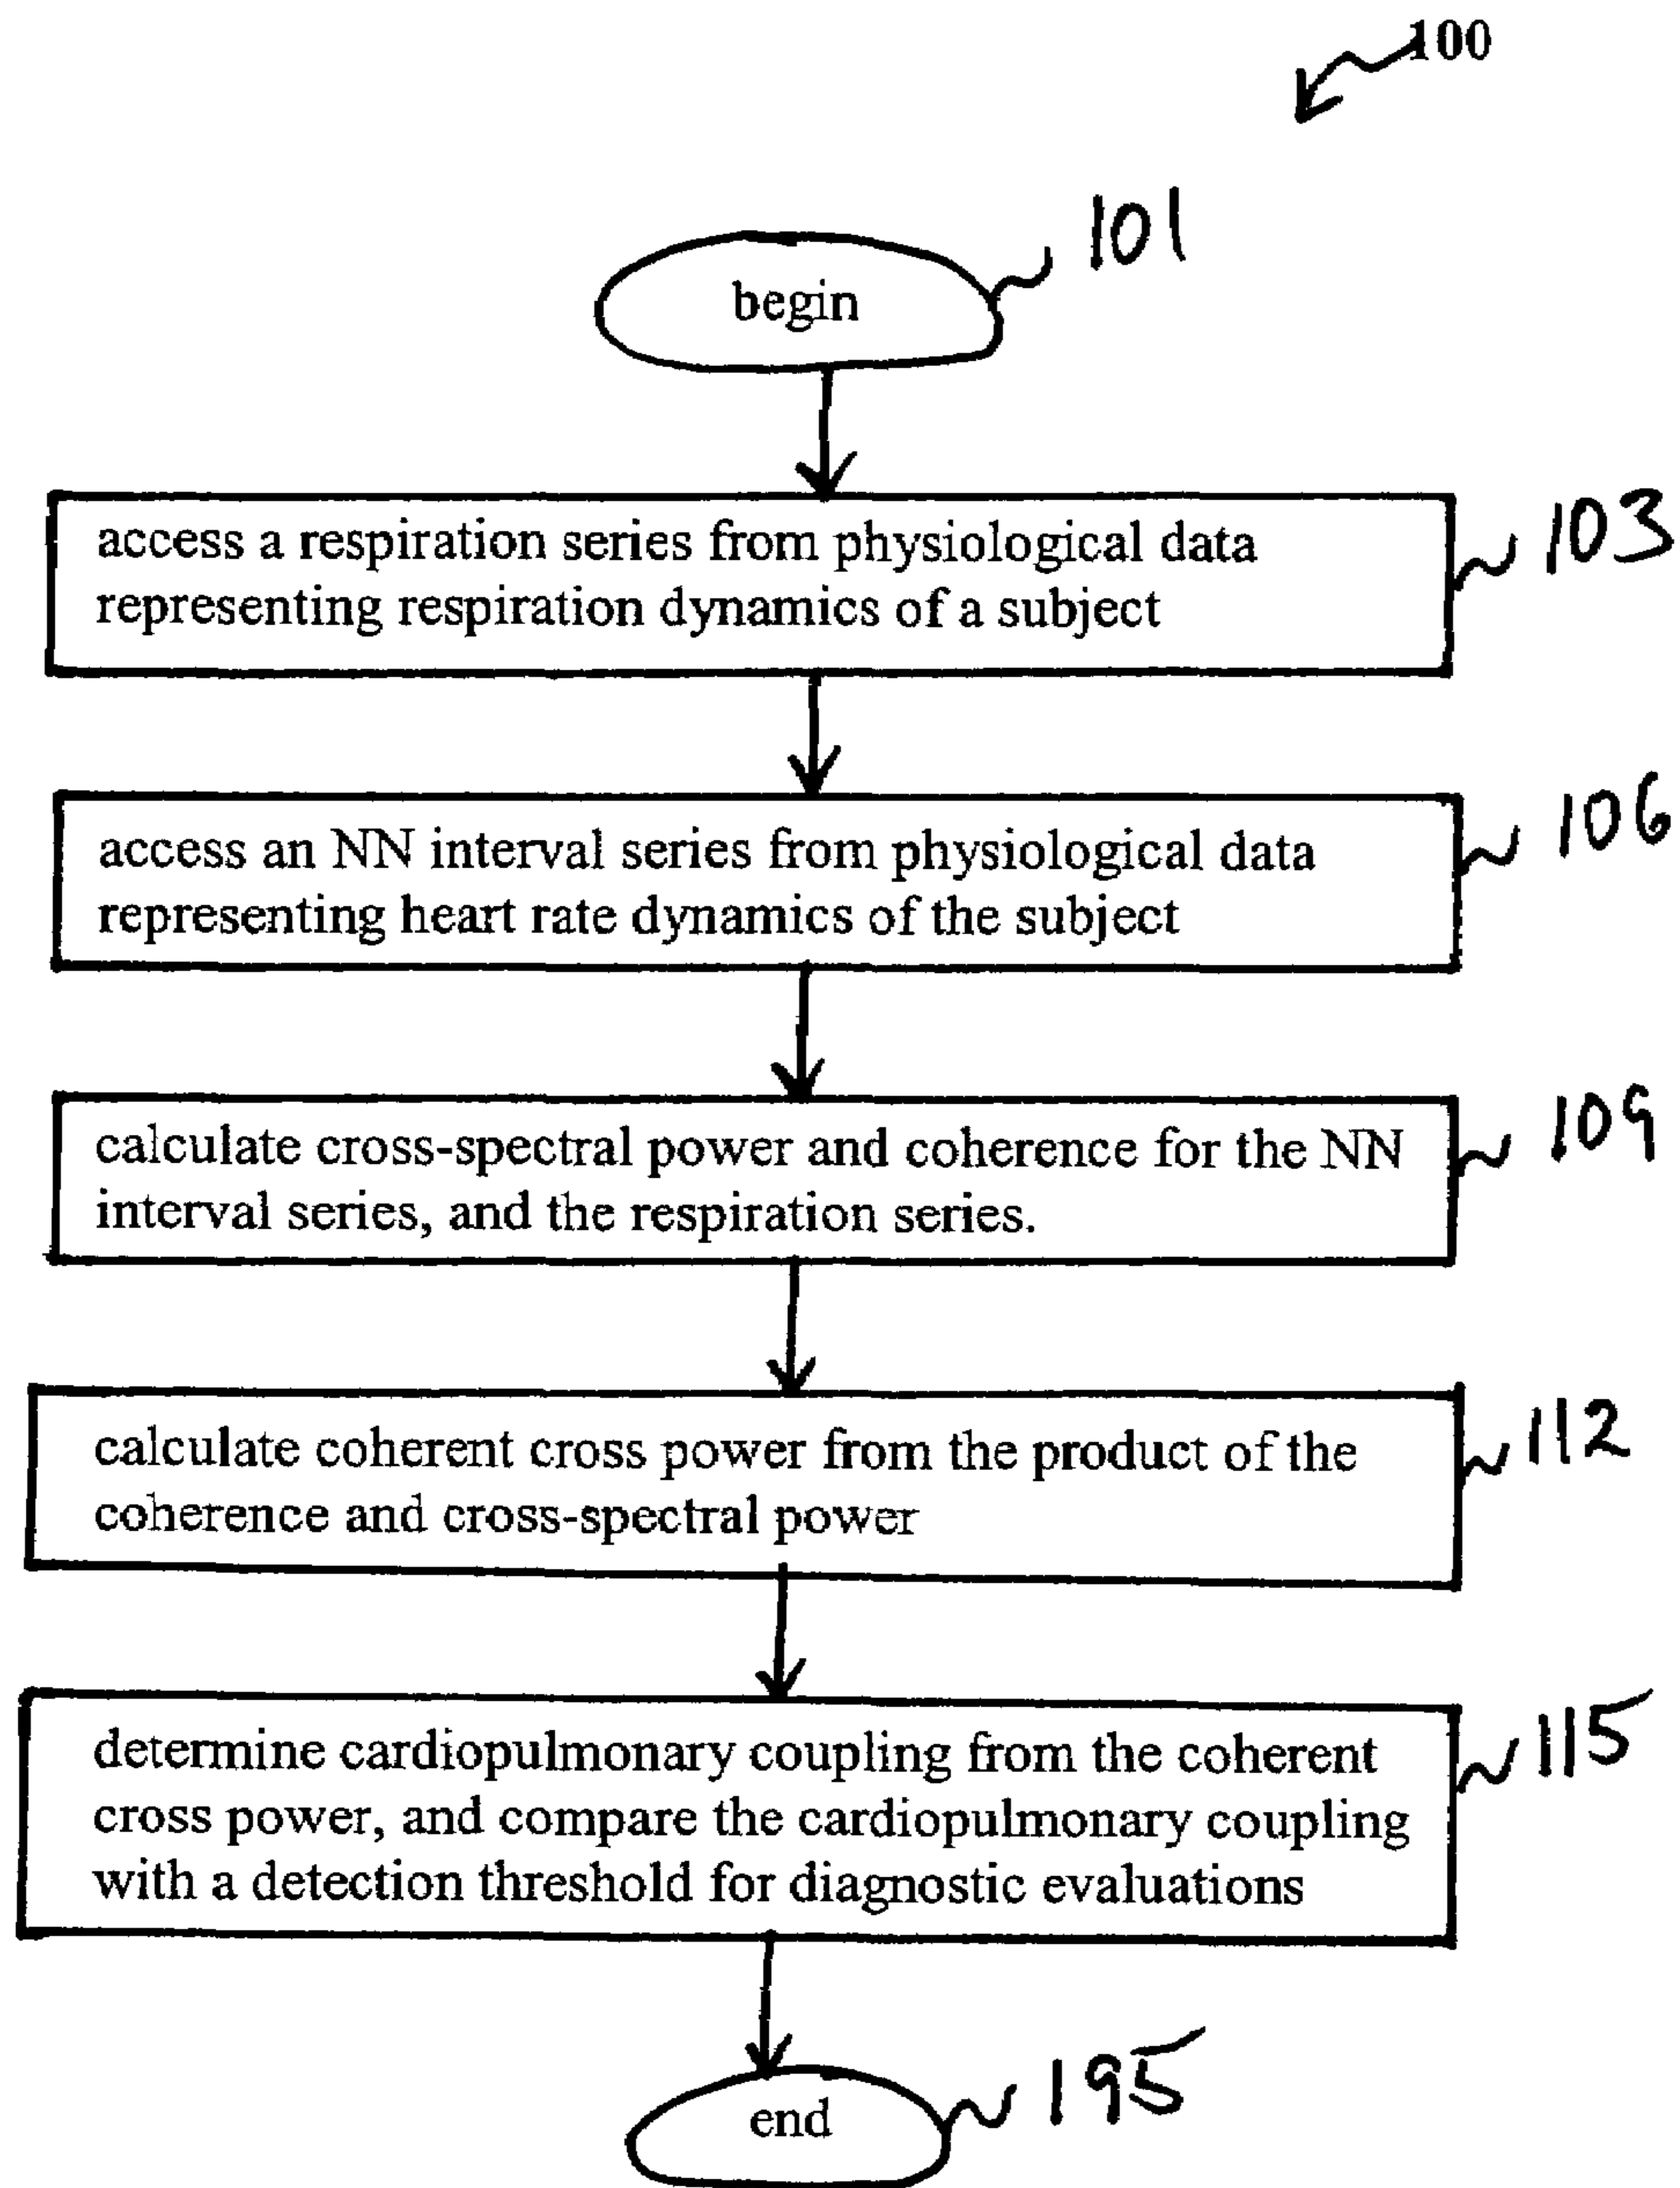 100
101
begin
access a respiration series from physiological data
representing respiration dynamics of a subject
103
access an NN interval series from physiological data
representing heart rate dynamics of the subject
106
calculate cross-spectral power and coherence for the NN
interval series, and the respiration series.
109
calculate coherent cross power from the product of the
coherence and cross-spectral power
112
determine cardiopulmonary coupling from the coherent
cross power, and compare the cardiopulmonary coupling
with a detection threshold for diagnostic evaluations
115
end
195